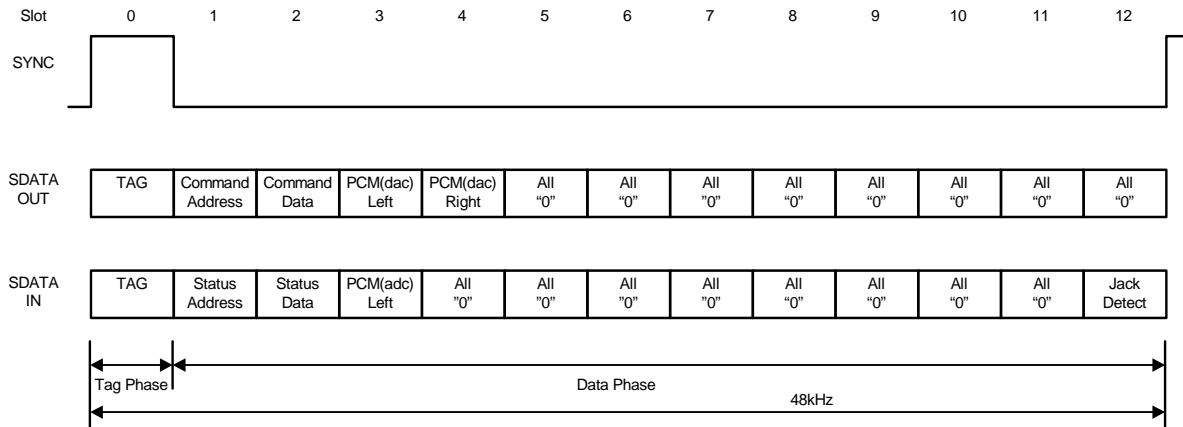 Slot 0 1 2 3 4 5 6 7 8 9 10 11 12
SYNC
SDATA OUT
TAG
Command Address
Command Data
PCM(dac) Left
PCM(dac) Right
All “0”
All “0”
All ”0”
All “0”
All “0”
All “0”
All “0”
All “0”
SDATA IN
TAG
Status Address
Status Data
PCM(adc) Left
All ”0”
All ”0”
All ”0”
All ”0”
All “0”
All “0”
All “0”
All “0”
Jack Detect
Tag Phase
Data Phase
48kHz